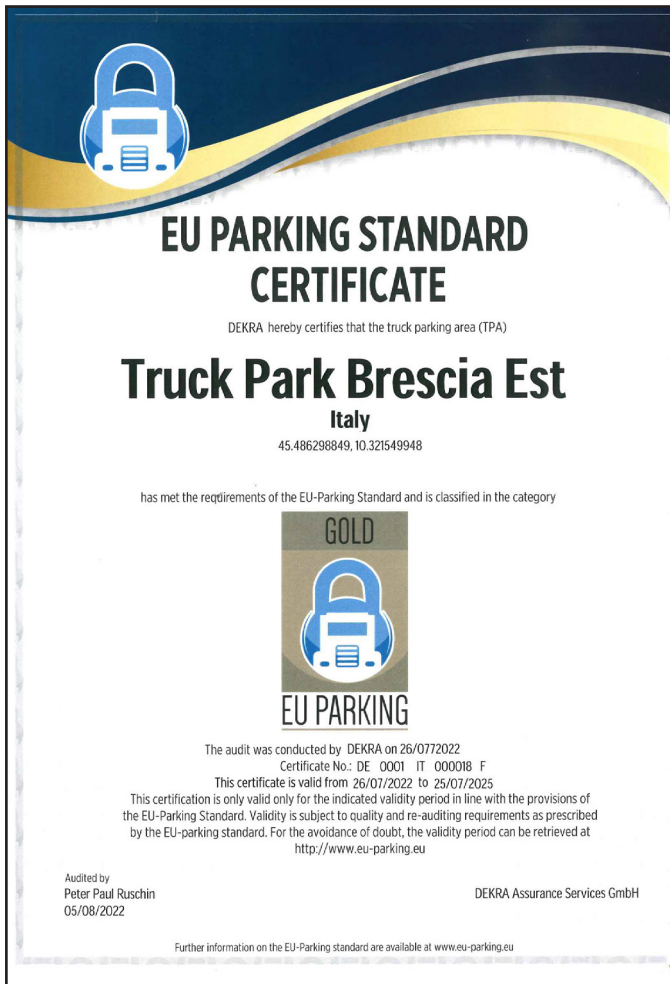 EU PARKING STANDARD
CERTIFICATE
DEKRA hereby certifies that the truck parking area (TPA)
Truck Park Brescia Est
Italy
45.486298849, 10.321549948
has met the requirements of the EU-Parking Standard and is classified in the category
GOLD
EU PARKING
The audit was conducted by DEKRA on 26/0772022
Certificate No.: DE 0001 IT 000018 F
This certificate is valid from 26/07/2022 to 25/07/2025
This certification is only valid only for the indicated validity period in line with the provisions of
the EU-Parking Standard. Validity is subject to quality and re-auditing requirements as prescribed
by the EU-parking standard. For the avoidance of doubt, the validity period can be retrieved at
http://www.eu-parking.eu
Audited by
Peter Paul Ruschin
05/08/2022
DEKRA Assurance Services GmbH
Further information on the EU-Parking standard are available at www.eu-parking.eu